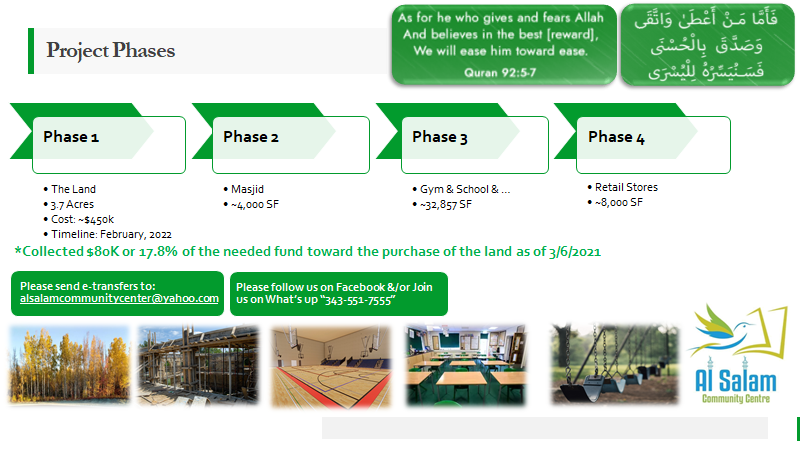 Project Phases
As for he who gives and fears Allah
And believes in the best [reward],
We will ease him toward ease.
Quran 92:5-7
فَأَمَّا مَنْ أَعْطَىٰ وَاتَّقَى
وَصَدَّقَ بِالْحُسْنَى
فَسَنُيَسِّرُهُ لِلْيُسْرَى
Phase 1
• The Land
• 3.7 Acres
• Cost: ~$450k
• Timeline: February, 2022
Phase 2
• Masjid
• ~4,000 SF
Phase 3
• Gym & School & ...
• ~32,857 SF
Phase 4
• Retail Stores
• ~8,000 SF
*Collected $80K or 17.8% of the needed fund toward the purchase of the land as of 3/6/2021
Please send e-transfers to:
alsalamcommunitycenter@yahoo.com
Please follow us on Facebook &/or Join
us on What's up "343-551-7555"
Al Salam
Community Centre